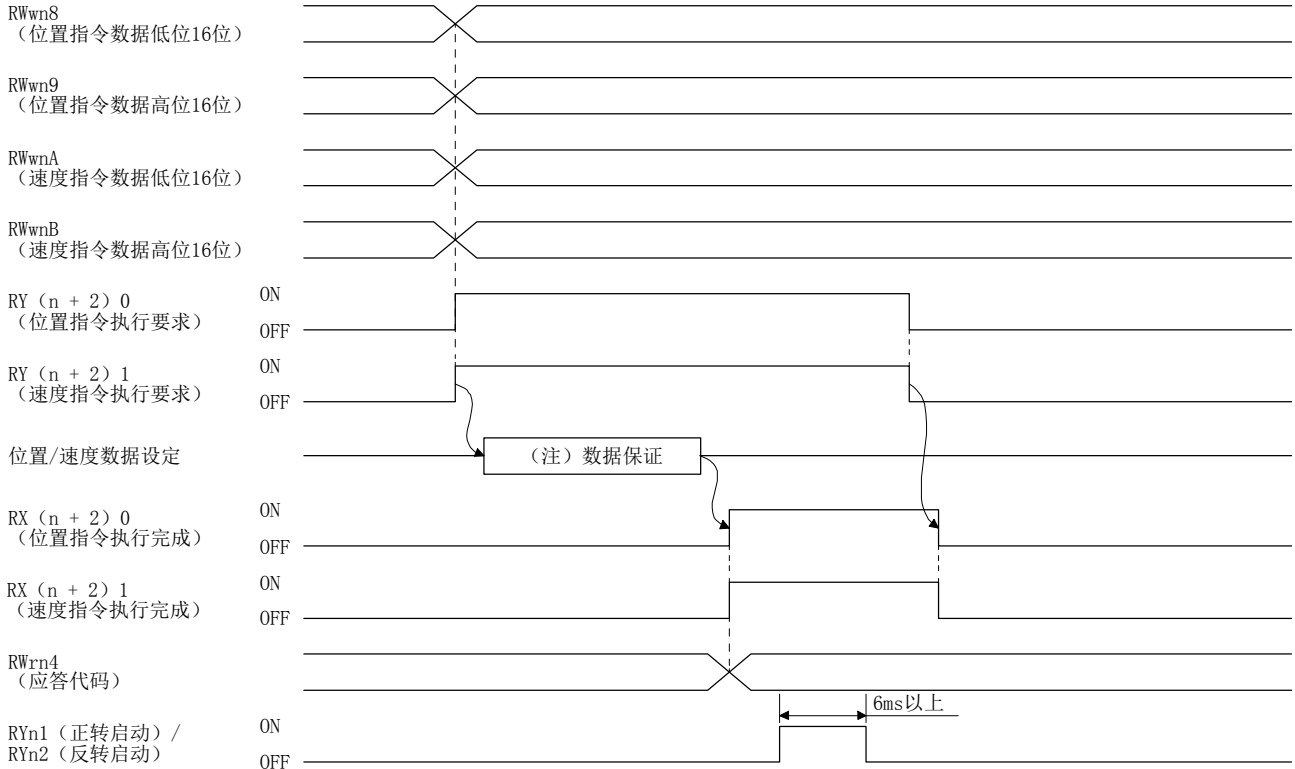 RWwn8
（位置指令数据低位16位）
RWwn9
（位置指令数据高位16位）
RWwnA
（速度指令数据低位16位）
RWwnB
（速度指令数据高位16位）
RY（n + 2）0
（位置指令执行要求）
ON
OFF
RY（n + 2）1
（速度指令执行要求）
ON
OFF
位置/速度数据设定
（注）数据保证
RX（n + 2）0
（位置指令执行完成）
ON
OFF
RX（n + 2）1
（速度指令执行完成）
ON
OFF
RWrn4
（应答代码）
6ms以上
RYn1（正转启动）/
RYn2（反转启动）
ON
OFF